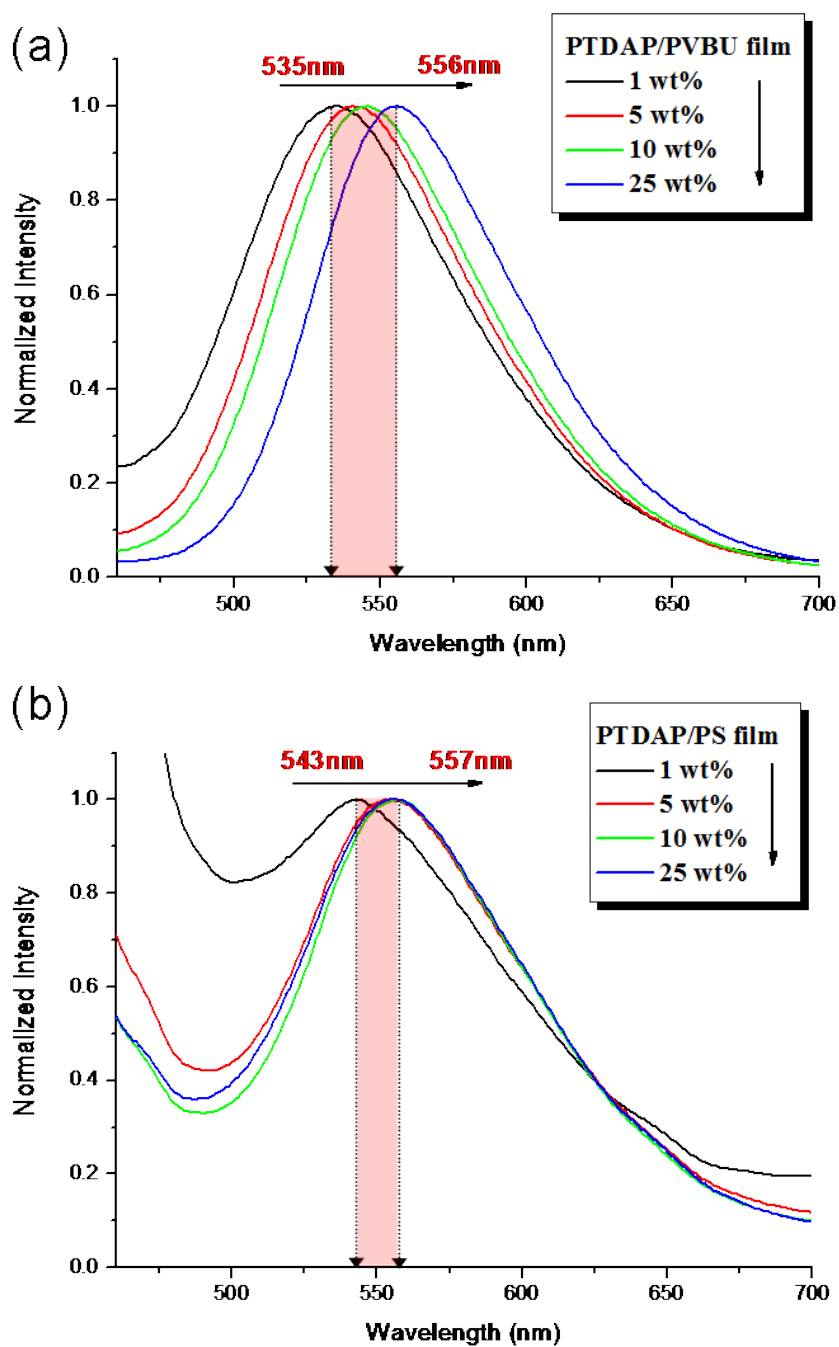 (a)
535nm 556nm
PTDAP/PVBU film
1 wt%
5 wt%
10 wt%
25 wt%
1.0
0.8
0.6
0.4
0.2
0.0
Normalized Intensity
500 550 600 650 700
Wavelength (nm)
(b)
543nm 557nm
PTDAP/PS film
1 wt%
5 wt%
10 wt%
25 wt%
1.0
0.8
0.6
0.4
0.2
0.0
Normalized Intensity
500 550 600 650 700
Wavelength (nm)